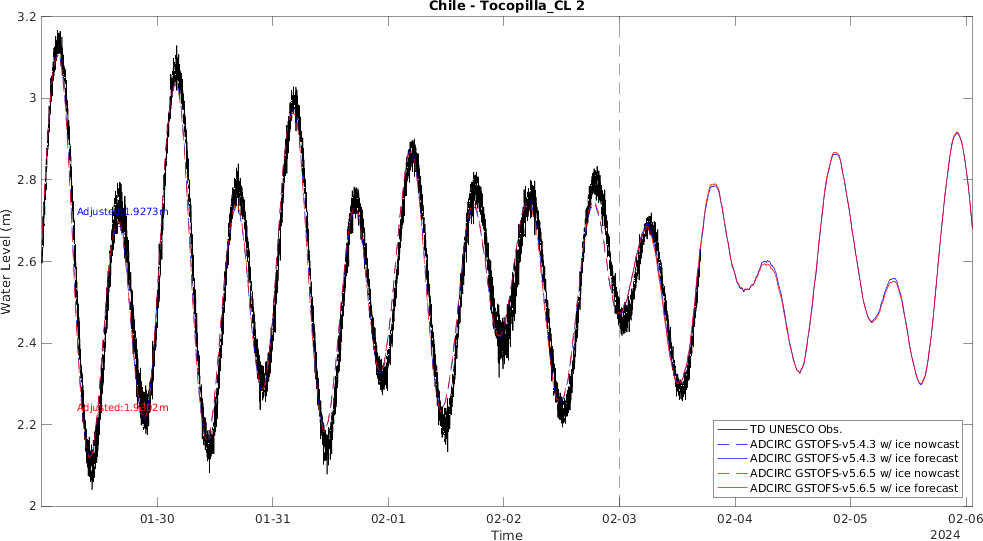 Chile - Tocopilla_CL 2
3.2
3
2.8
2.6
2.4
2.2
2
Water Level (m)
Adjusted:1.9273m
TD UNESCO Obs.
ADCIRC GSTOFS-v5.4.3 w/ ice nowcast
ADCIRC GSTOFS-v5.4.3 w/ ice forecast
ADCIRC GSTOFS-v5.6.5 w/ ice nowcast
ADCIRC GSTOFS-v5.6.5 w/ ice forecast
01-30
01-31
02-01
02-02
02-03
02-04
02-05
02-06
Time
2024